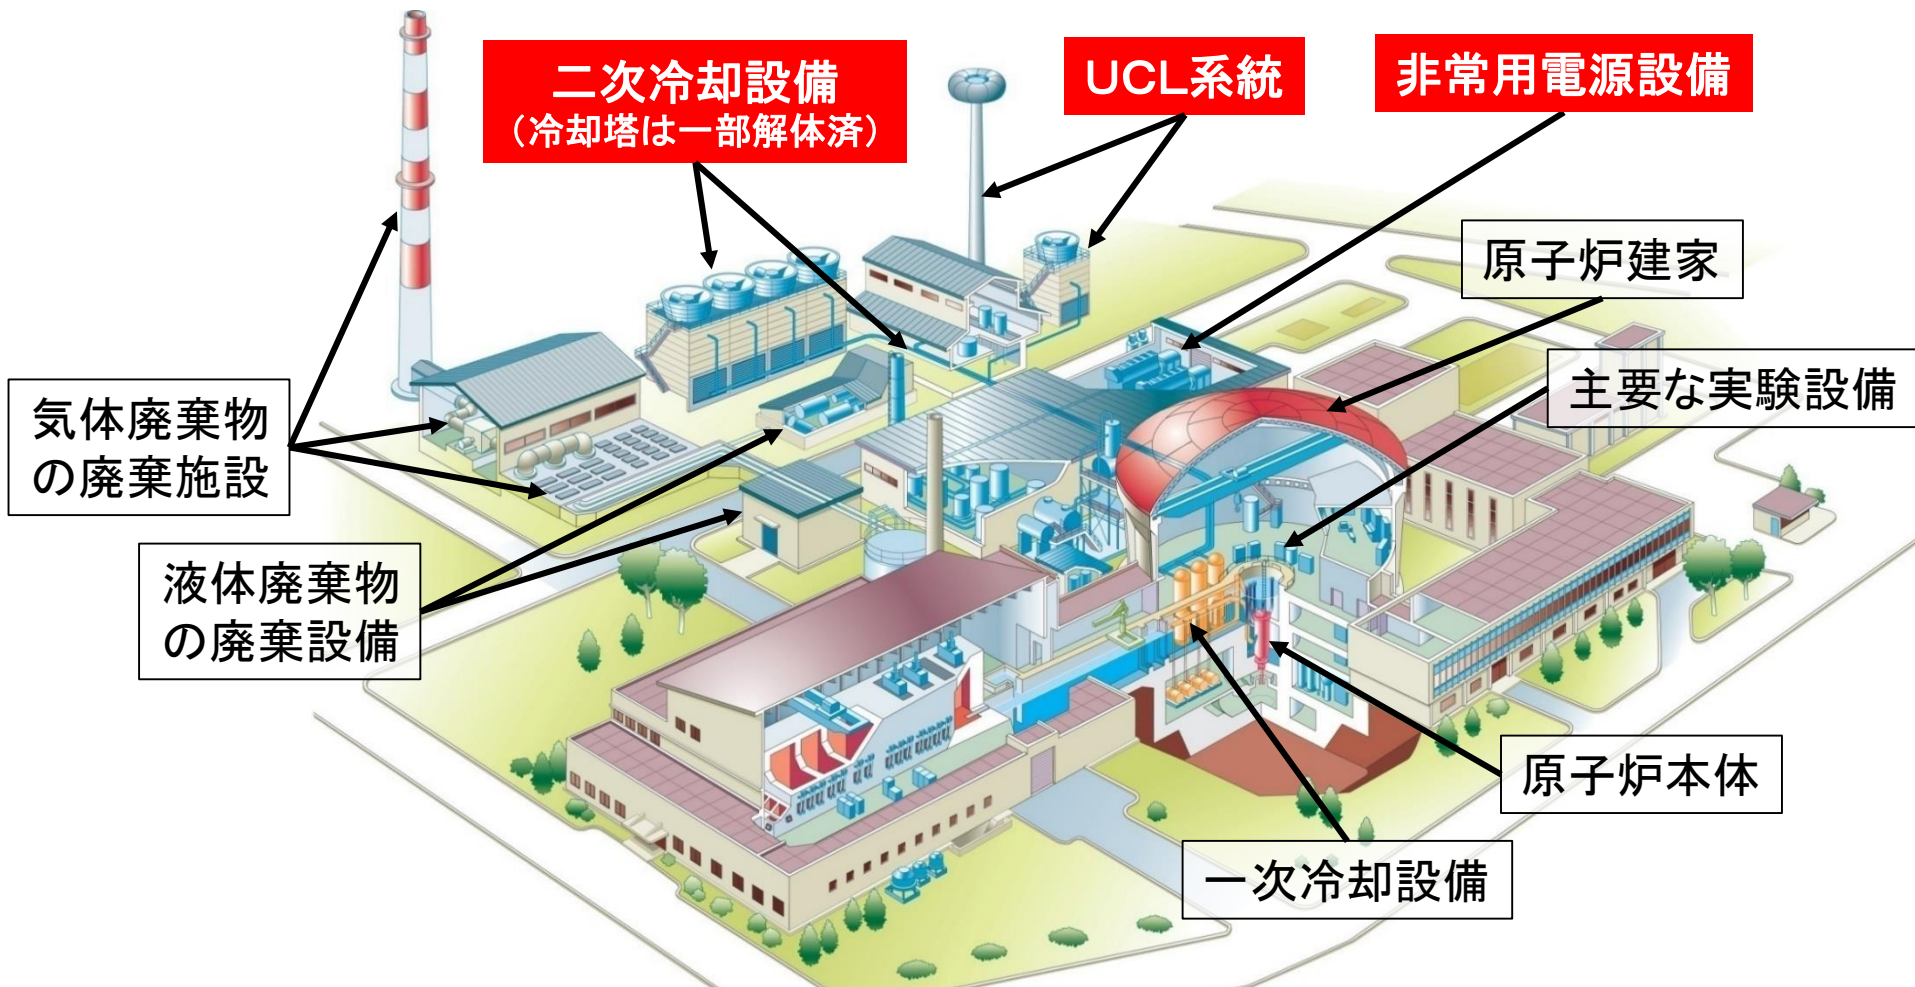 二次冷却設備
（冷却塔は一部解体済）
UCL系統
非常用電源設備
原子炉建家
主要な実験設備
気体廃棄物
の廃棄施設
液体廃棄物
の廃棄設備
原子炉本体
一次冷却設備